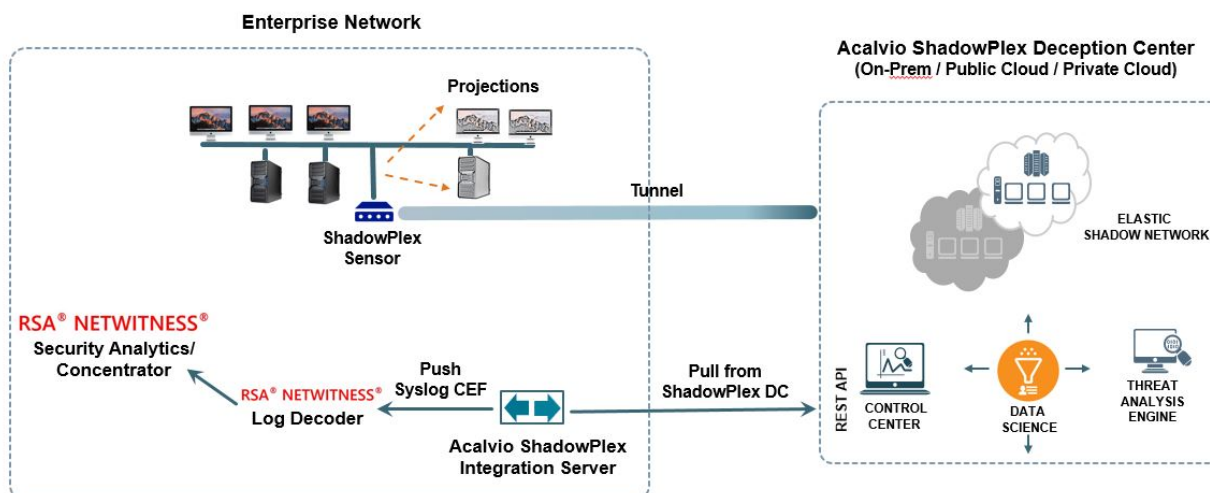 Enterprise Network
Acalvio ShadowPlex Deception Center
(On-Prem / Public Cloud / Private Cloud)
Projections
Tunnel
ShadowPlex
Sensor
ELASTIC
SHADOW NETWORK
RSA® NETWITNESS®
Security Analytics/
Concentrator
RSA® NETWITNESS®
Log Decoder
Push
Syslog CEF
Acalvio ShadowPlex
Integration Server
Pull from
ShadowPlex DC
REST API
CONTROL
CENTER
DATA
SCIENCE
THREAT
ANALYSIS
ENGINE